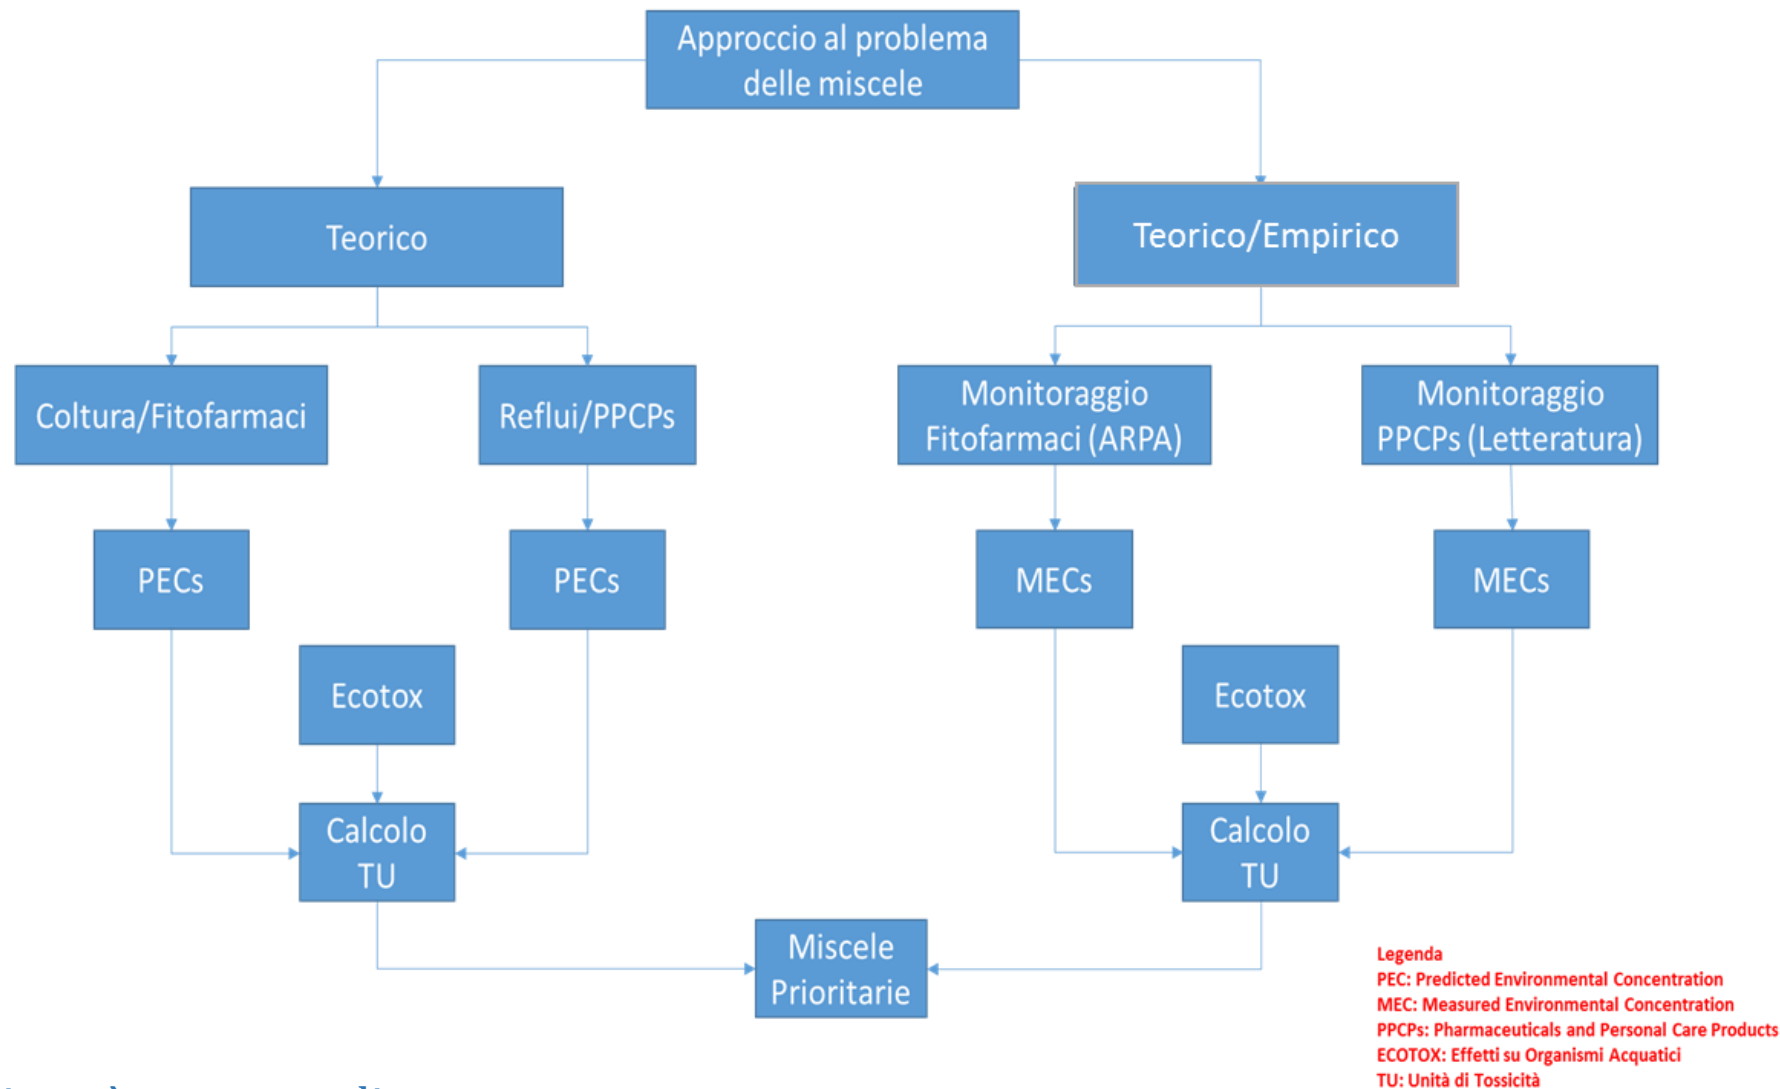 Approccio al problema
delle miscele
Teorico
Teorico/Empirico
Coltura/Fitofarmaci
Reflui/PPCPs
Monitoraggio
Fitofarmaci (ARPA)
Monitoraggio
PPCPs (Letteratura)
PECs
PECs
MECs
MECs
Ecotox
Ecotox
Calcolo
TU
Calcolo
TU
Miscele
Prioritarie
Legenda
PEC: Predicted Environmental Concentration
MEC: Measured Environmental Concentration
PPCPs: Pharmaceuticals and Personal Care Products
ECOTOX: Effetti su Organismi Acquatici
TU: Unità di Tossicità